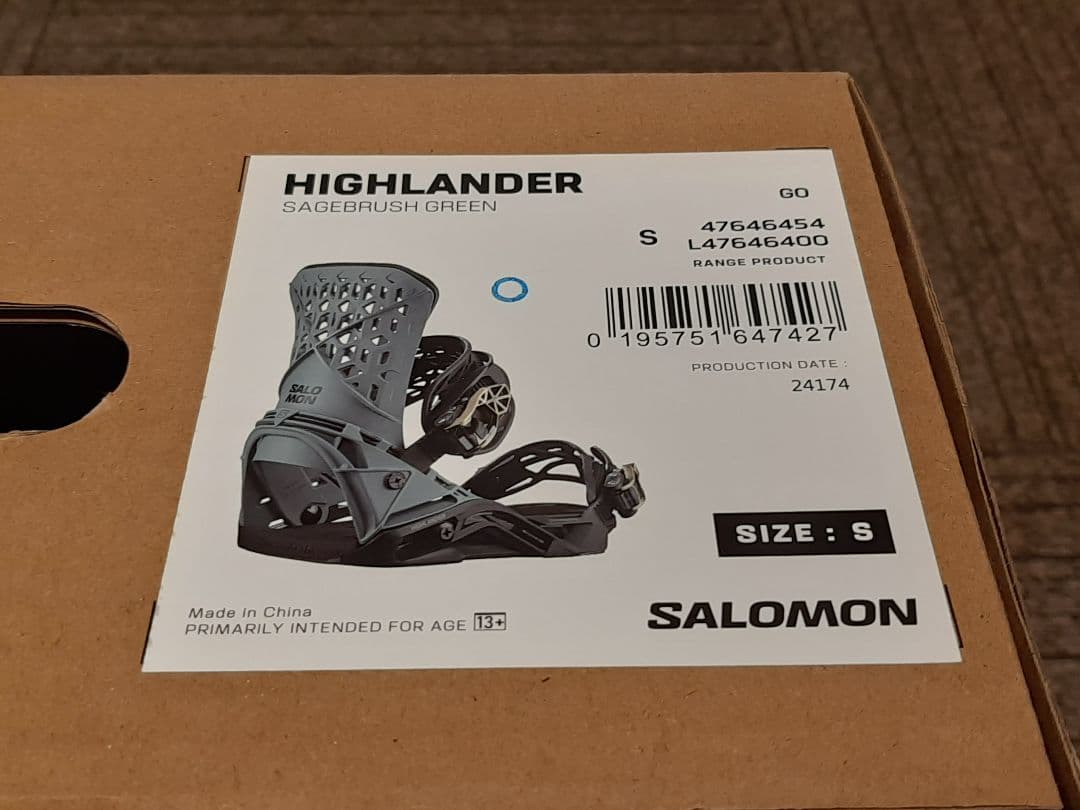 HIGHLANDER
SAGEBRUSH GREEN
GO
S
47646454
L47646400
RANGE PRODUCT
0 195751 647427
PRODUCTION DATE :
24174
SALO
MON
SIZE : S
SALOMON
Made in China
PRIMARILY INTENDED FOR AGE 13+